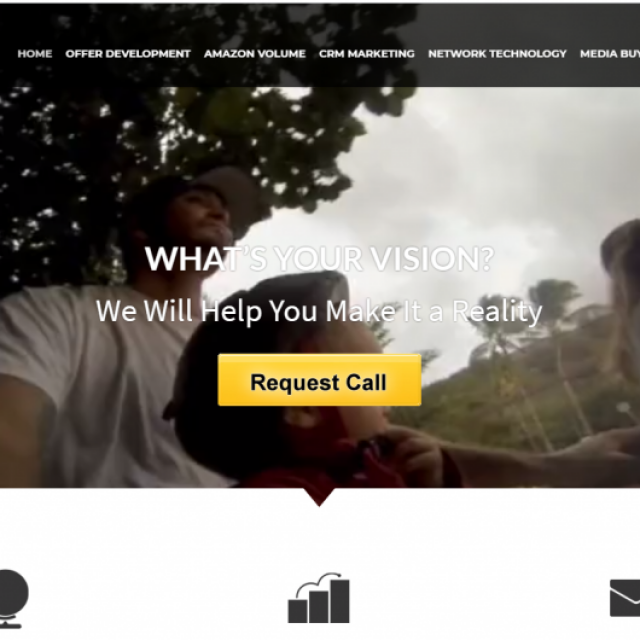 HOME OFFER DEVELOPMENT AMAZON VOLUME CRM MARKETING NETWORK TECHNOLOGY MEDIA BUY
WHAT'S YOUR VISION?
We Will Help You Make It a Reality
Request Call